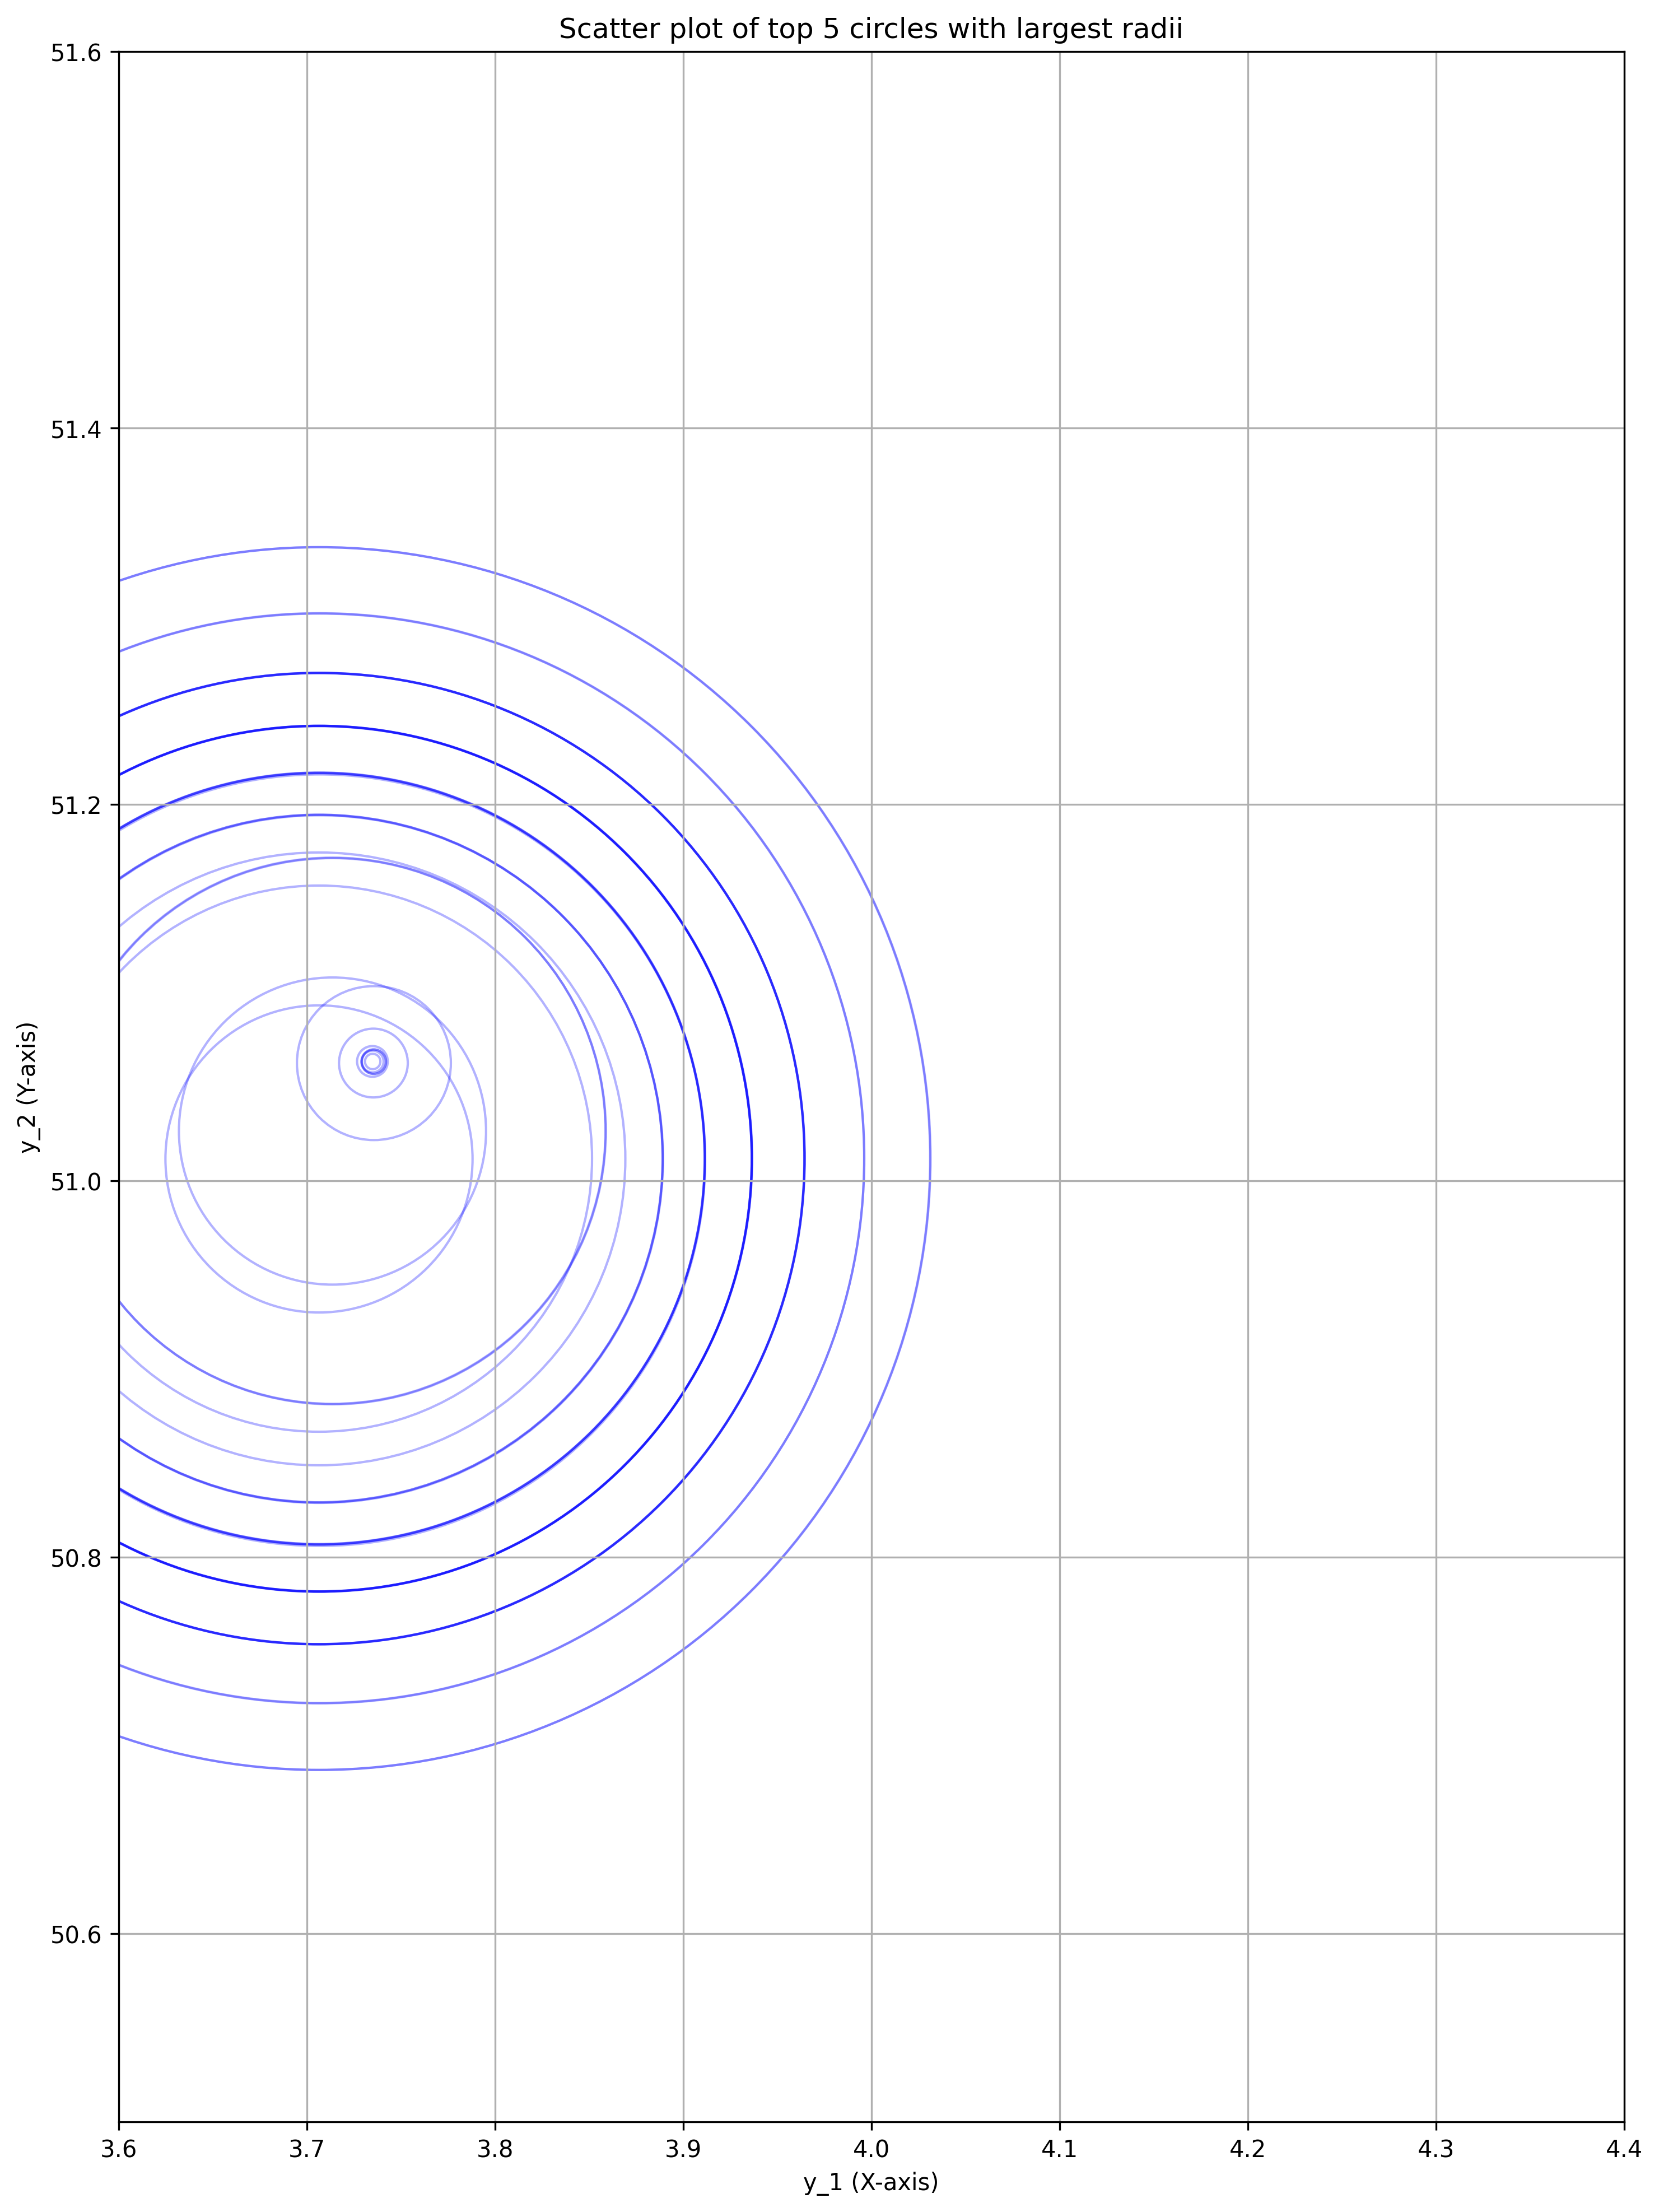 Scatter plot of top 5 circles with largest radii
51.6
51.4
51.2
51.0
50.8
50.6
y_2 (Y-axis)
3.6 3.7 3.8 3.9 4.0 4.1 4.2 4.3 4.4
y_1 (X-axis)